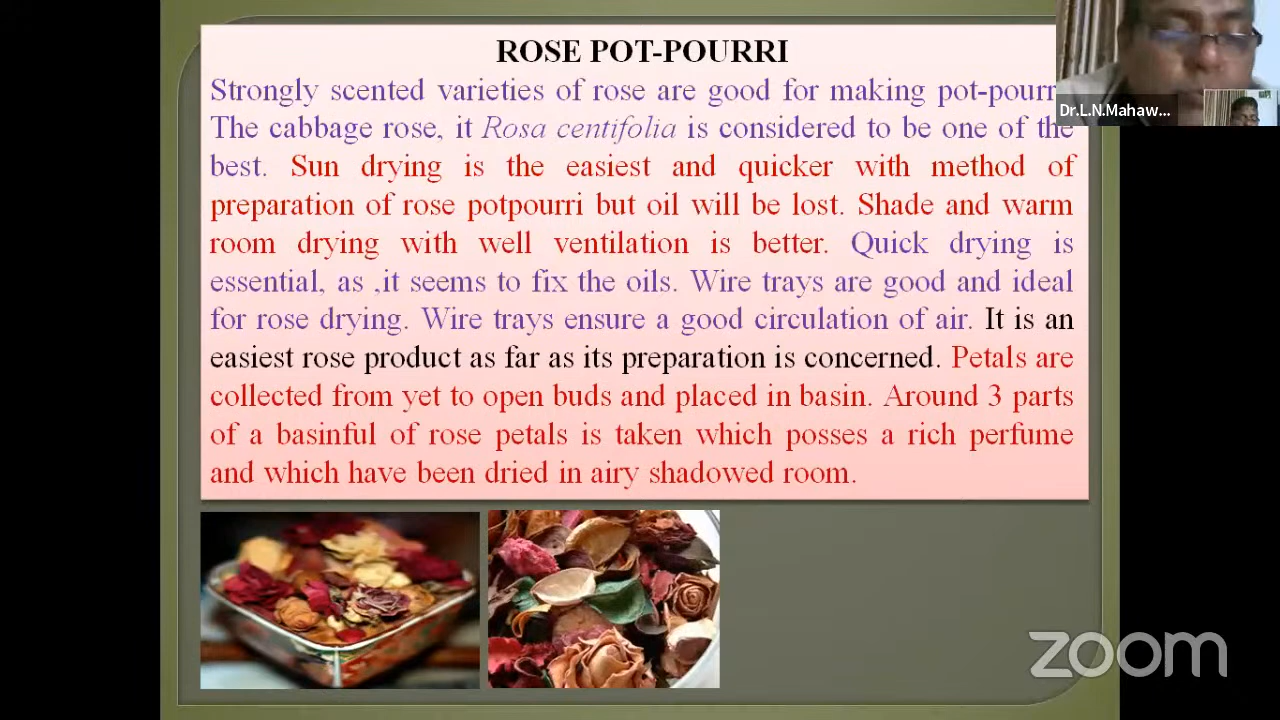 ROSE POT-POURRI
Strongly scented varieties of rose are good for making pot-pourr
The cabbage rose, it Rosa centifolia is considered to be one of the
best. Sun drying is the easiest and quicker with method of
preparation of rose potpourri but oil will be lost. Shade and warm
room drying with well ventilation is better. Quick drying is
essential, as ,it seems to fix the oils. Wire trays are good and ideal
for rose drying. Wire trays ensure a good circulation of air. It is an
easiest rose product as far as its preparation is concerned. Petals are
collected from yet to open buds and placed in basin. Around 3 parts
of a basinful of rose petals is taken which posses a rich perfume
and which have been dried in airy shadowed room.
Dr.L.N.Mahaw...
zoom